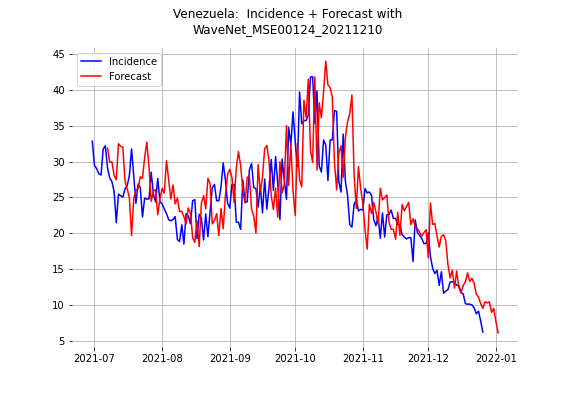 Venezuela:  Incidence + Forecast with
WaveNet_MSE00124_20211210
Incidence
Forecast
45
40
35
30
25
20
15
10
5
2021-07 2021-08 2021-09 2021-10 2021-11 2021-12 2022-01